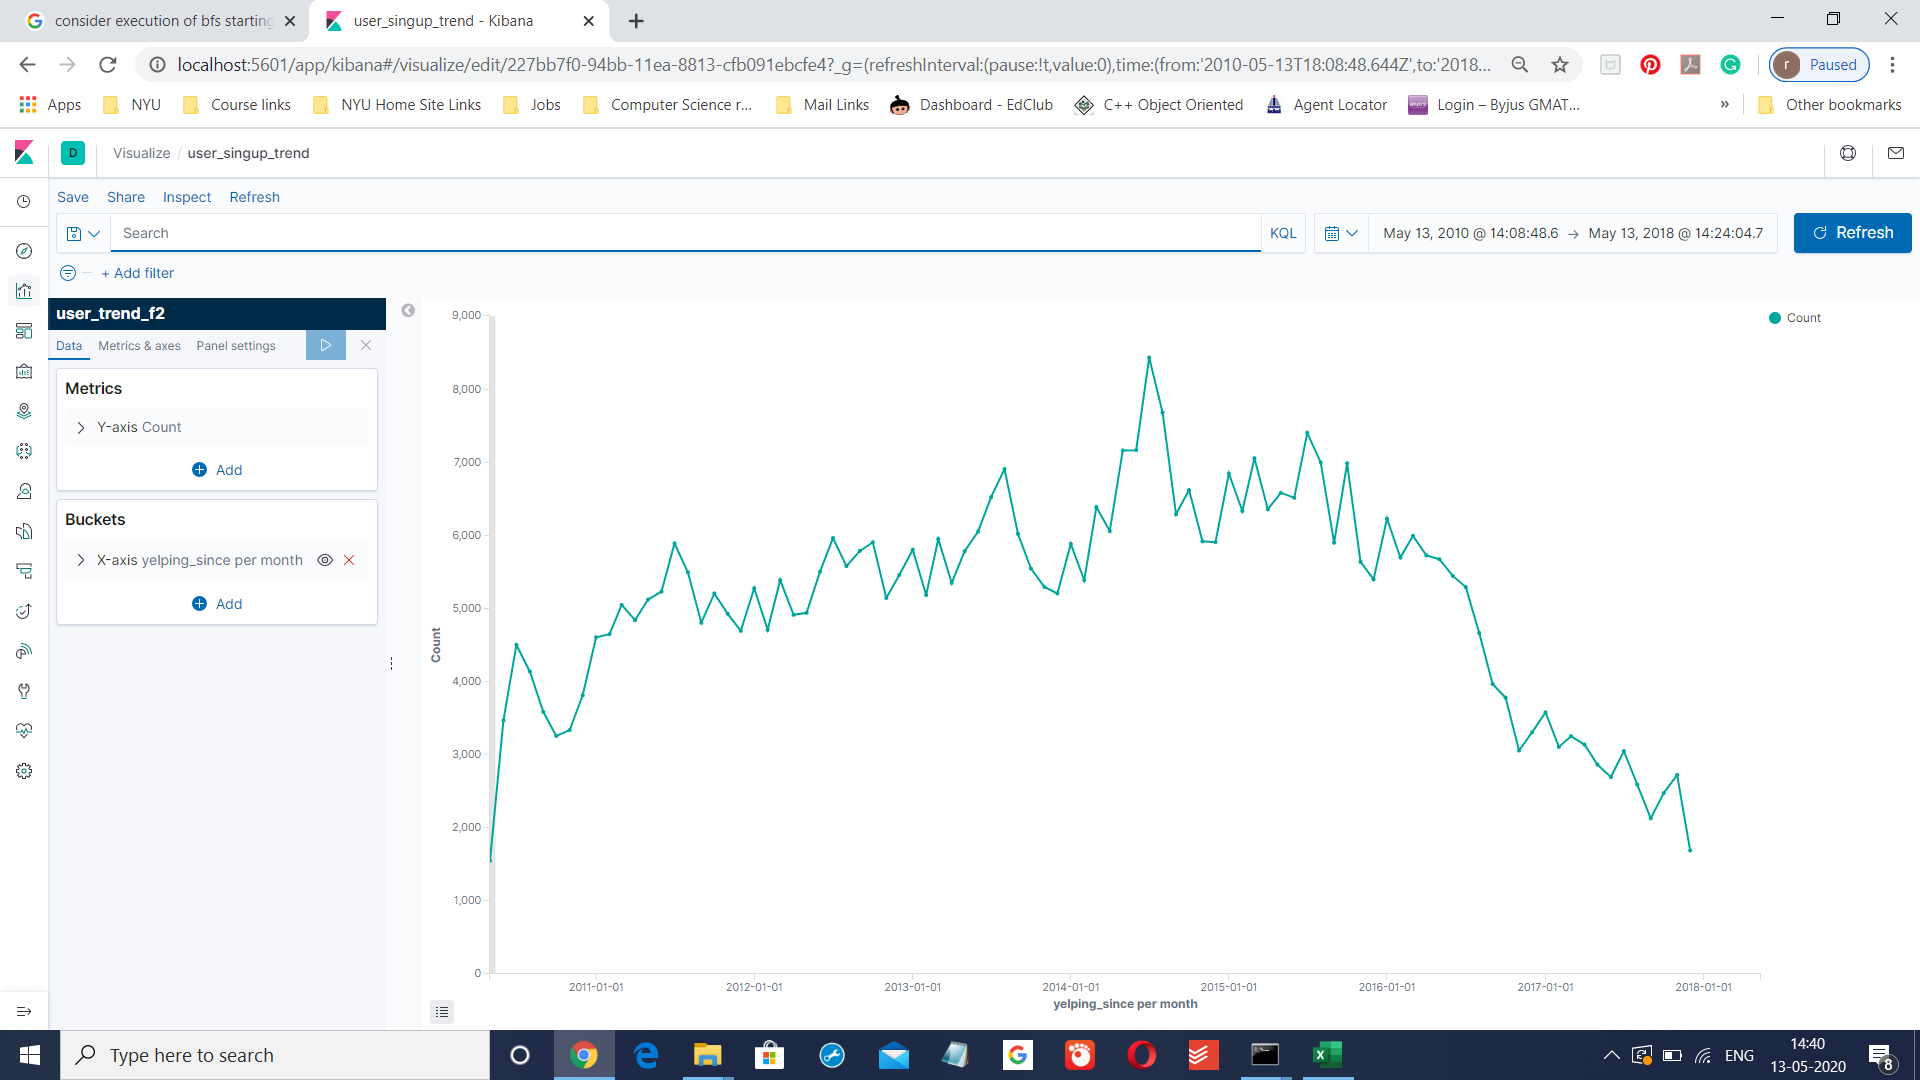 consider execution of bfs starting
user_singup_trend - Kibana
localhost:5601/app/kibana#/visualize/edit/227bb7f0-94bb-11ea-8813-cfb091ebcfe4?_g=(refreshInterval:(pause:!t,value:0),time:(from:'2010-05-13T18:08:48.644Z',to:'2018...
r Paused
Apps NYU Course links NYU Home Site Links Jobs Computer Science r... Mail Links Dashboard - EdClub C++ Object Oriented Agent Locator Login – Byjus GMAT... » Other bookmarks
D Visualize / user_singup_trend
Save Share Inspect Refresh
Search KQL May 13, 2010 @ 14:08:48.6 → May 13, 2018 @ 14:24:04.7 Refresh
+ Add filter
user_trend_f2
Data Metrics & axes Panel settings
Metrics
Y-axis Count
Add
Buckets
X-axis yelping_since per month
Add
Count
9,000
8,000
7,000
6,000
5,000
4,000
3,000
2,000
1,000
0
Count
2011-01-01 2012-01-01 2013-01-01 2014-01-01 2015-01-01 2016-01-01 2017-01-01 2018-01-01
yelping_since per month
Type here to search
ENG
14:40
13-05-2020
8